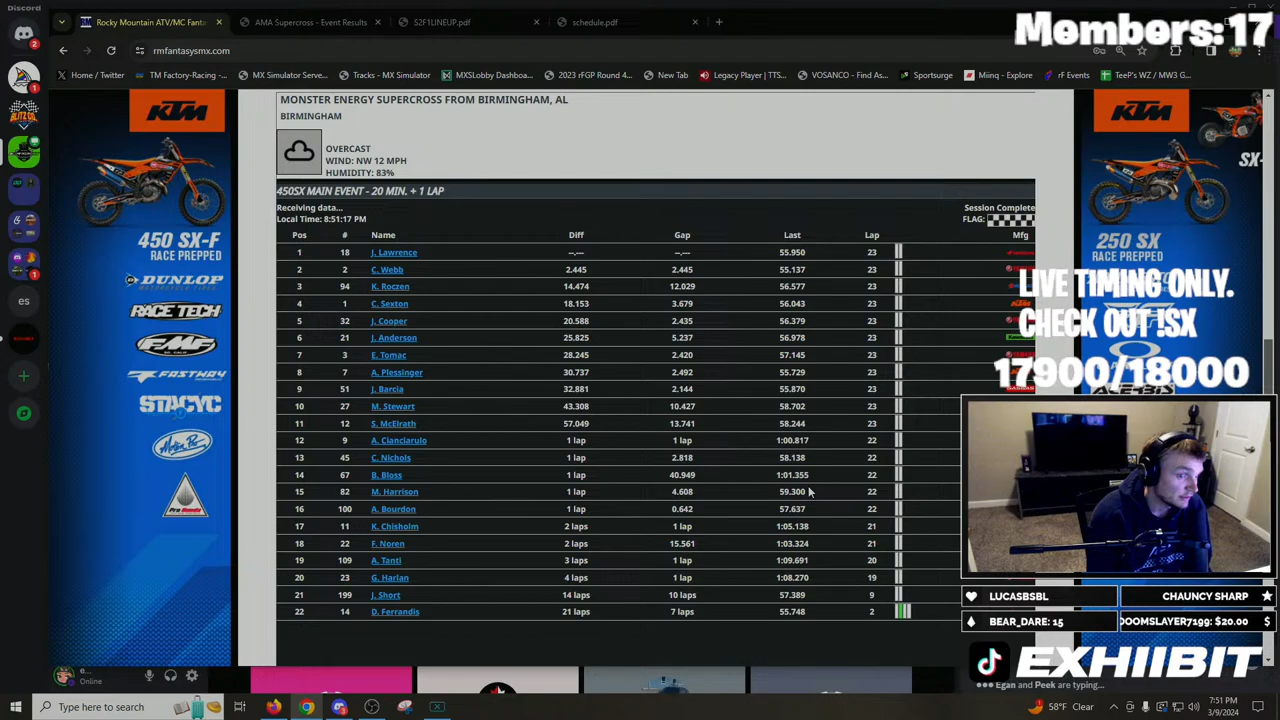 Discord
Rocky Mountain ATV/MC Fanta
AMA Supercross - Event Results
S2F1LINEUP.pdf
schedule.pdf
Members:17
rmfantasysmx.com
Home / Twitter
TM Factory-Racing -...
MX Simulator Serve...
Tracks - MX Simulator
MXSLobby Dashboa...
2023 rFGP Round 4...
New Tab
Legacy Player | TTS...
VOSANCO - Find As...
Sportsurge
Miinq - Explore
rF Events
TeeP's WZ / MW3 G...
KTM
450 SX-F
RACE PREPPED
DUNLOP
RACE TECH
FMF
FASTWAY
STACYC
Motion Pro
Pro Honda
es
MONSTER ENERGY SUPERCROSS FROM BIRMINGHAM, AL
BIRMINGHAM
OVERCAST
WIND: NW 12 MPH
HUMIDITY: 83%
450SX MAIN EVENT - 20 MIN. + 1 LAP
Receiving data...
Session Complete
Local Time: 8:51:17 PM
FLAG:
Pos # Name Diff Gap Last Lap Mfg
1 18 J. Lawrence --.--- --.--- 55.950 23
2 2 C. Webb 2.445 2.445 55.137 23
3 94 K. Roczen 14.474 12.029 56.576 23
4 1 C. Sexton 18.153 3.679 56.043 23
5 32 J. Cooper 20.588 2.435 56.379 23
6 21 J. Anderson 25.825 5.237 56.978 23
7 3 E. Tomac 28.245 2.420 57.145 23
8 7 A. Plessinger 30.737 2.492 55.729 23
9 51 J. Barcia 32.881 2.144 55.870 23
10 27 M. Stewart 43.308 10.427 58.702 23
11 12 S. McElrath 57.049 13.741 58.244 23
12 9 A. Cianciarulo 1 lap 1 lap 1:00.817 22
13 45 C. Nichols 1 lap 2.818 58.138 22
14 67 B. Bloss 1 lap 40.949 1:01.355 22
15 82 M. Harrison 1 lap 4.608 59.300 22
16 100 A. Bourdon 1 lap 0.642 57.637 22
17 11 K. Chisholm 2 laps 1 lap 1:05.138 21
18 22 F. Noren 2 laps 15.561 1:03.324 21
19 109 A. Tanti 3 laps 1 lap 1:09.691 20
20 23 G. Harlan 4 laps 1 lap 1:08.270 19
21 199 J. Short 14 laps 10 laps 57.389 9
22 14 D. Ferrandis 21 laps 7 laps 55.748 2
KTM
SX-
250 SX
RACE PREPPED
LIVE TIMING ONLY.
CHECK OUT !SX
17900/18000
LUCASBSBL
CHAUNCY SHARP
BEAR_DARE: 15
DOOMSLAYER7199: $20.00
$
EXHIIBIT
Egan and Peek are typing...
e...
Online
Type here to search
58°F Clear
7:51 PM
3/9/2024